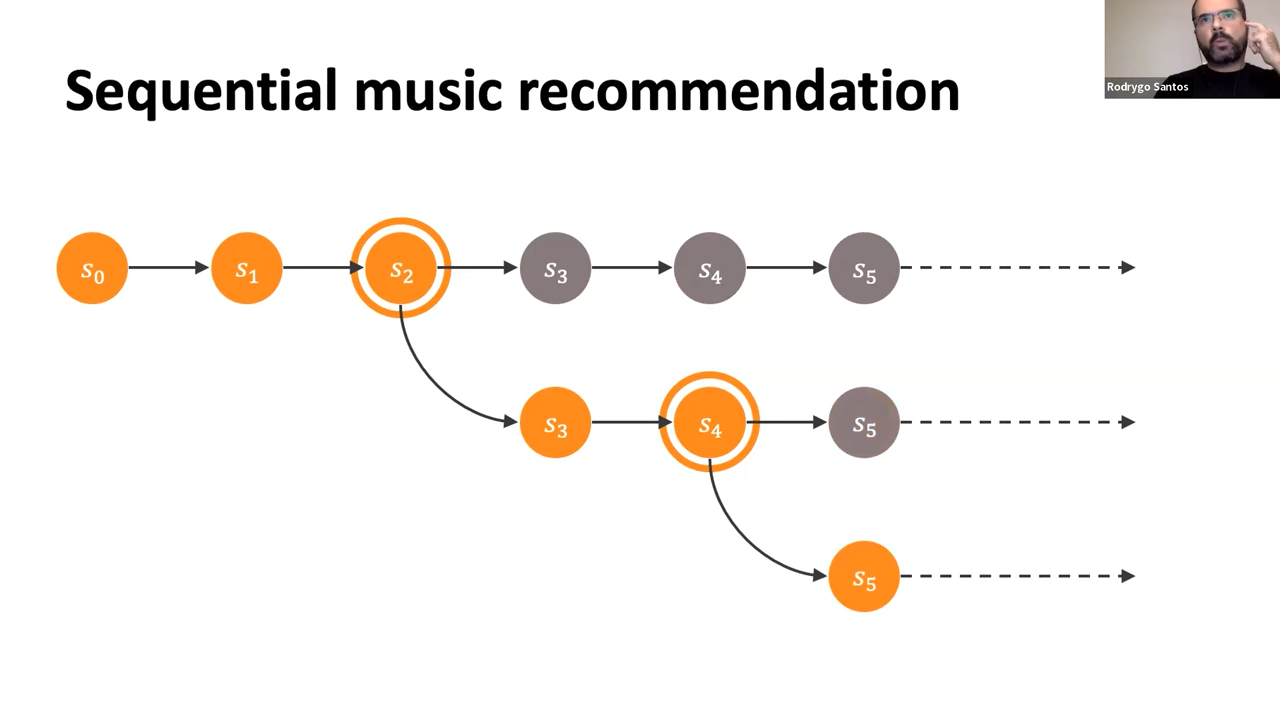 Sequential music recommendation
Rodrygo Santos
s0 s1 s2 s3 s4 s5
s3 s4 s5
s5